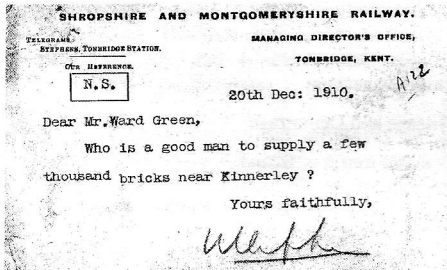 SHROPSHIRE AND MONTGOMERYSHIRE RAILWAY.
TELEGRAMS
STEPHENS, TONBRIDGE STATION.
MANAGING DIRECTOR'S OFFICE,
TONBRIDGE, KENT.
OUR REFERENCE.
N.S.
A122
20th Dec: 1910.
Dear Mr.Ward Green,
Who is a good man to supply a few
thousand bricks near Kinnerley ?
Yours faithfully,